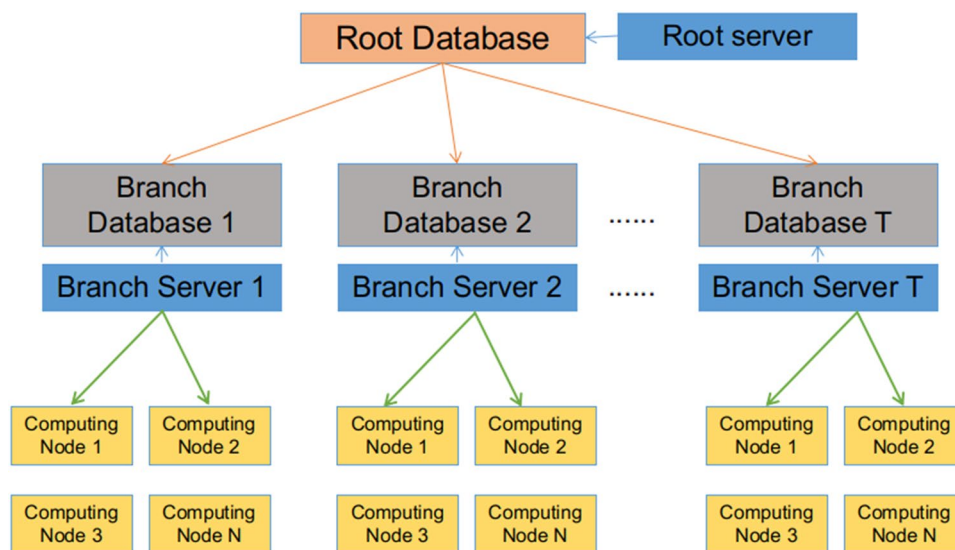 Root Database
Root server
Branch
Database 1
Branch
Database 2
......
Branch
Database T
Branch Server 1
Branch Server 2
......
Branch Server T
Computing
Node 1
Computing
Node 2
Computing
Node 1
Computing
Node 2
Computing
Node 1
Computing
Node 2
Computing
Node 3
Computing
Node N
Computing
Node 3
Computing
Node N
Computing
Node 3
Computing
Node N